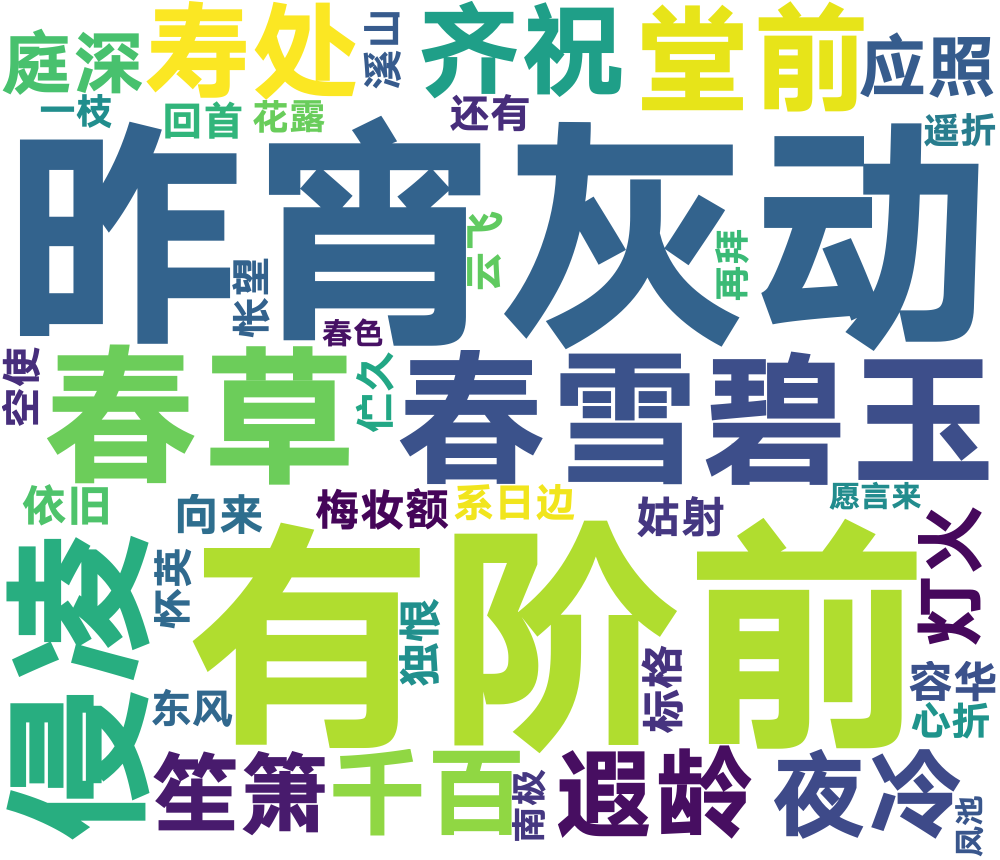 庭深
寿处
溪山
齐祝
堂前
应照
一枝
回首
花露
还有
遥折
昨宵灰动
云飞
再拜
怅望
春色
空使
春草
伫久
春雪碧玉
依旧
向来
梅妆额
系日边
姑射
愿言来
侵凌
怀英
有阶前
独恨
标格
灯火
东风
容华
心折
笙箫
千百
南极
遐龄
夜冷
凤池